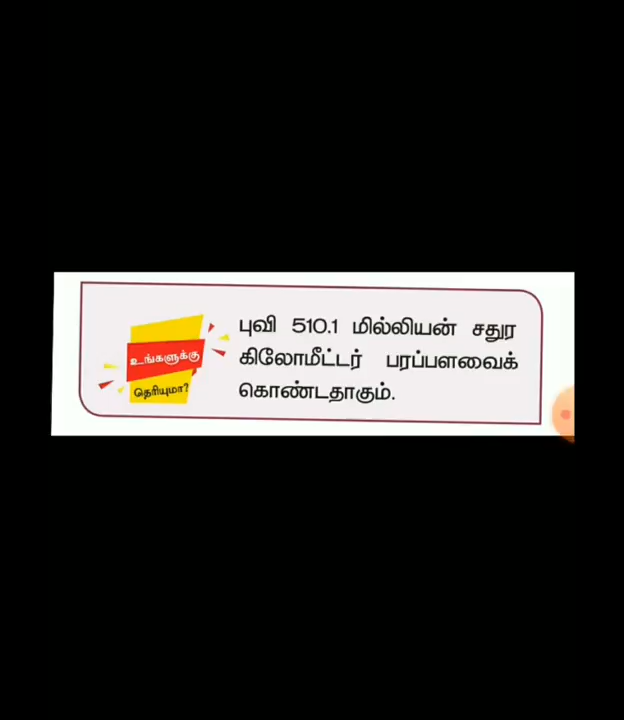 உங்களுக்கு
தெரியுமா?
புவி 510.1 மில்லியன் சதுர
கிலோமீட்டர் பரப்பளவைக்
கொண்டதாகும்.